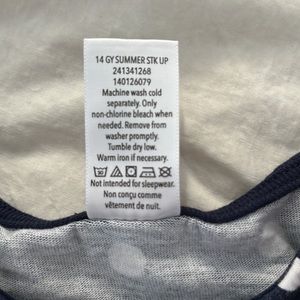 14 GY SUMMER STK UP
241341268
140126079
Machine wash cold
separately. Only
non-chlorine bleach when
needed. Remove from
washer promptly.
Tumble dry low.
Warm iron if necessary.
Not intended for sleepwear.
Non conçu comme
vêtement de nuit.